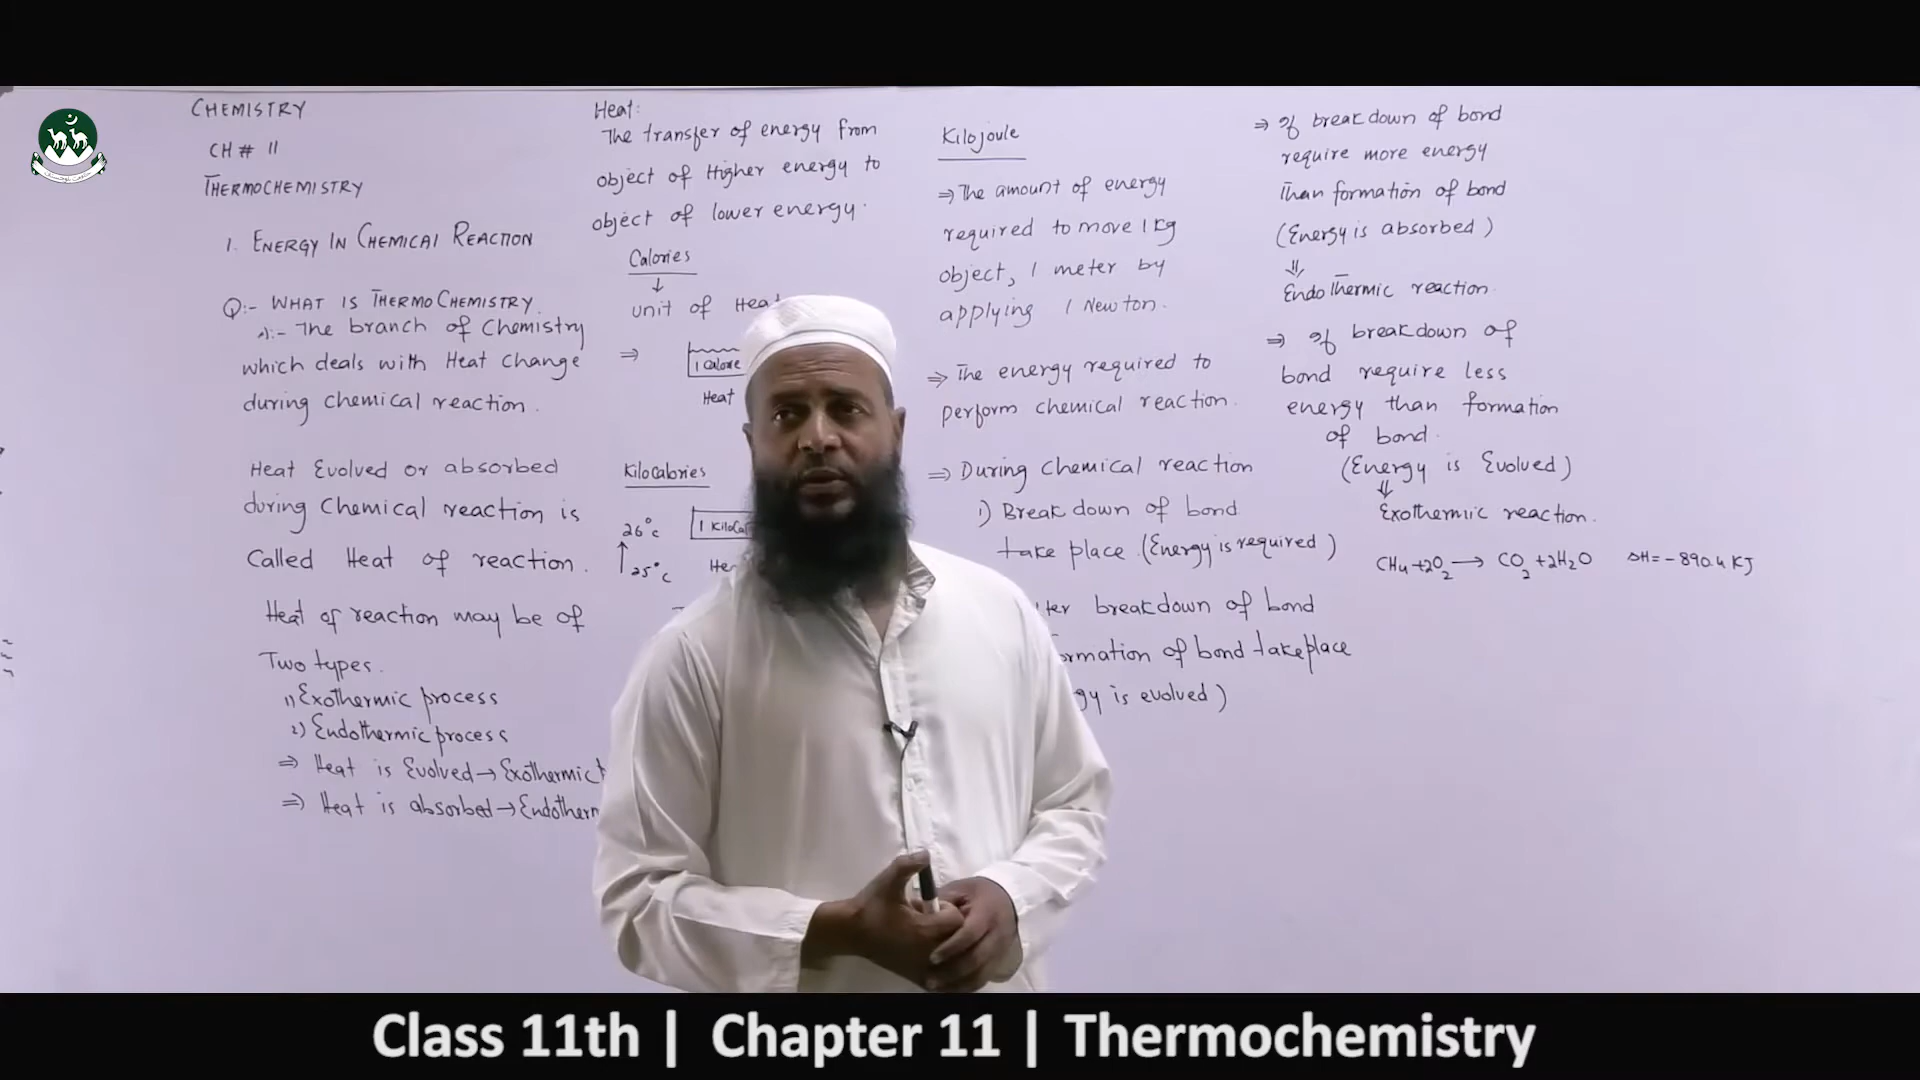 CHEMISTRY
CH # 11
THERMOCHEMISTRY
1. ENERGY IN CHEMICAL REACTION
Q:- WHAT IS THERMOCHEMISTRY.
A:- The branch of Chemistry
which deals with Heat change
during chemical reaction.
Heat Evolved or absorbed
during Chemical reaction is
Called Heat of reaction.
Heat of reaction may be of
Two types.
1) Exothermic process
2) Endothermic process
⇒ Heat is Evolved → Exothermic
⇒ Heat is absorbed → Endotherm
Heat:
The transfer of energy from
object of Higher energy to
object of lower energy.
Calories
↓
unit of Heat
⇒ 1 Calore
Heat
Kilocalories
26°c 1 KiloCal
↑ 25°c
Kilojoule
⇒ The amount of energy
required to move 1 Kg
object, 1 meter by
applying 1 Newton.
⇒ The energy required to
perform chemical reaction.
⇒ During Chemical reaction
1) Breakdown of bond
take place (Energy is required)
breakdown of bond
ormation of bond take place
gy is evolved)
⇒ If breakdown of bond
require more energy
Than formation of bond
(Energy is absorbed)
⇓
Endothermic reaction.
⇒ If breakdown of
bond require less
energy than formation
of bond.
(Energy is Evolved)
⇓
Exothermic reaction.
CH4 + 2O2 → CO2 + 2H2O ΔH = -890.4 KJ
Class 11th | Chapter 11 | Thermochemistry